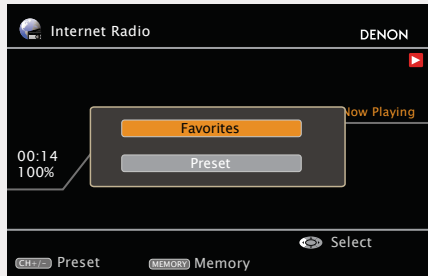 Internet Radio
DENON
Now Playing
Favorites
Preset
00:14
100%
Select
CH+/- Preset
MEMORY Memory